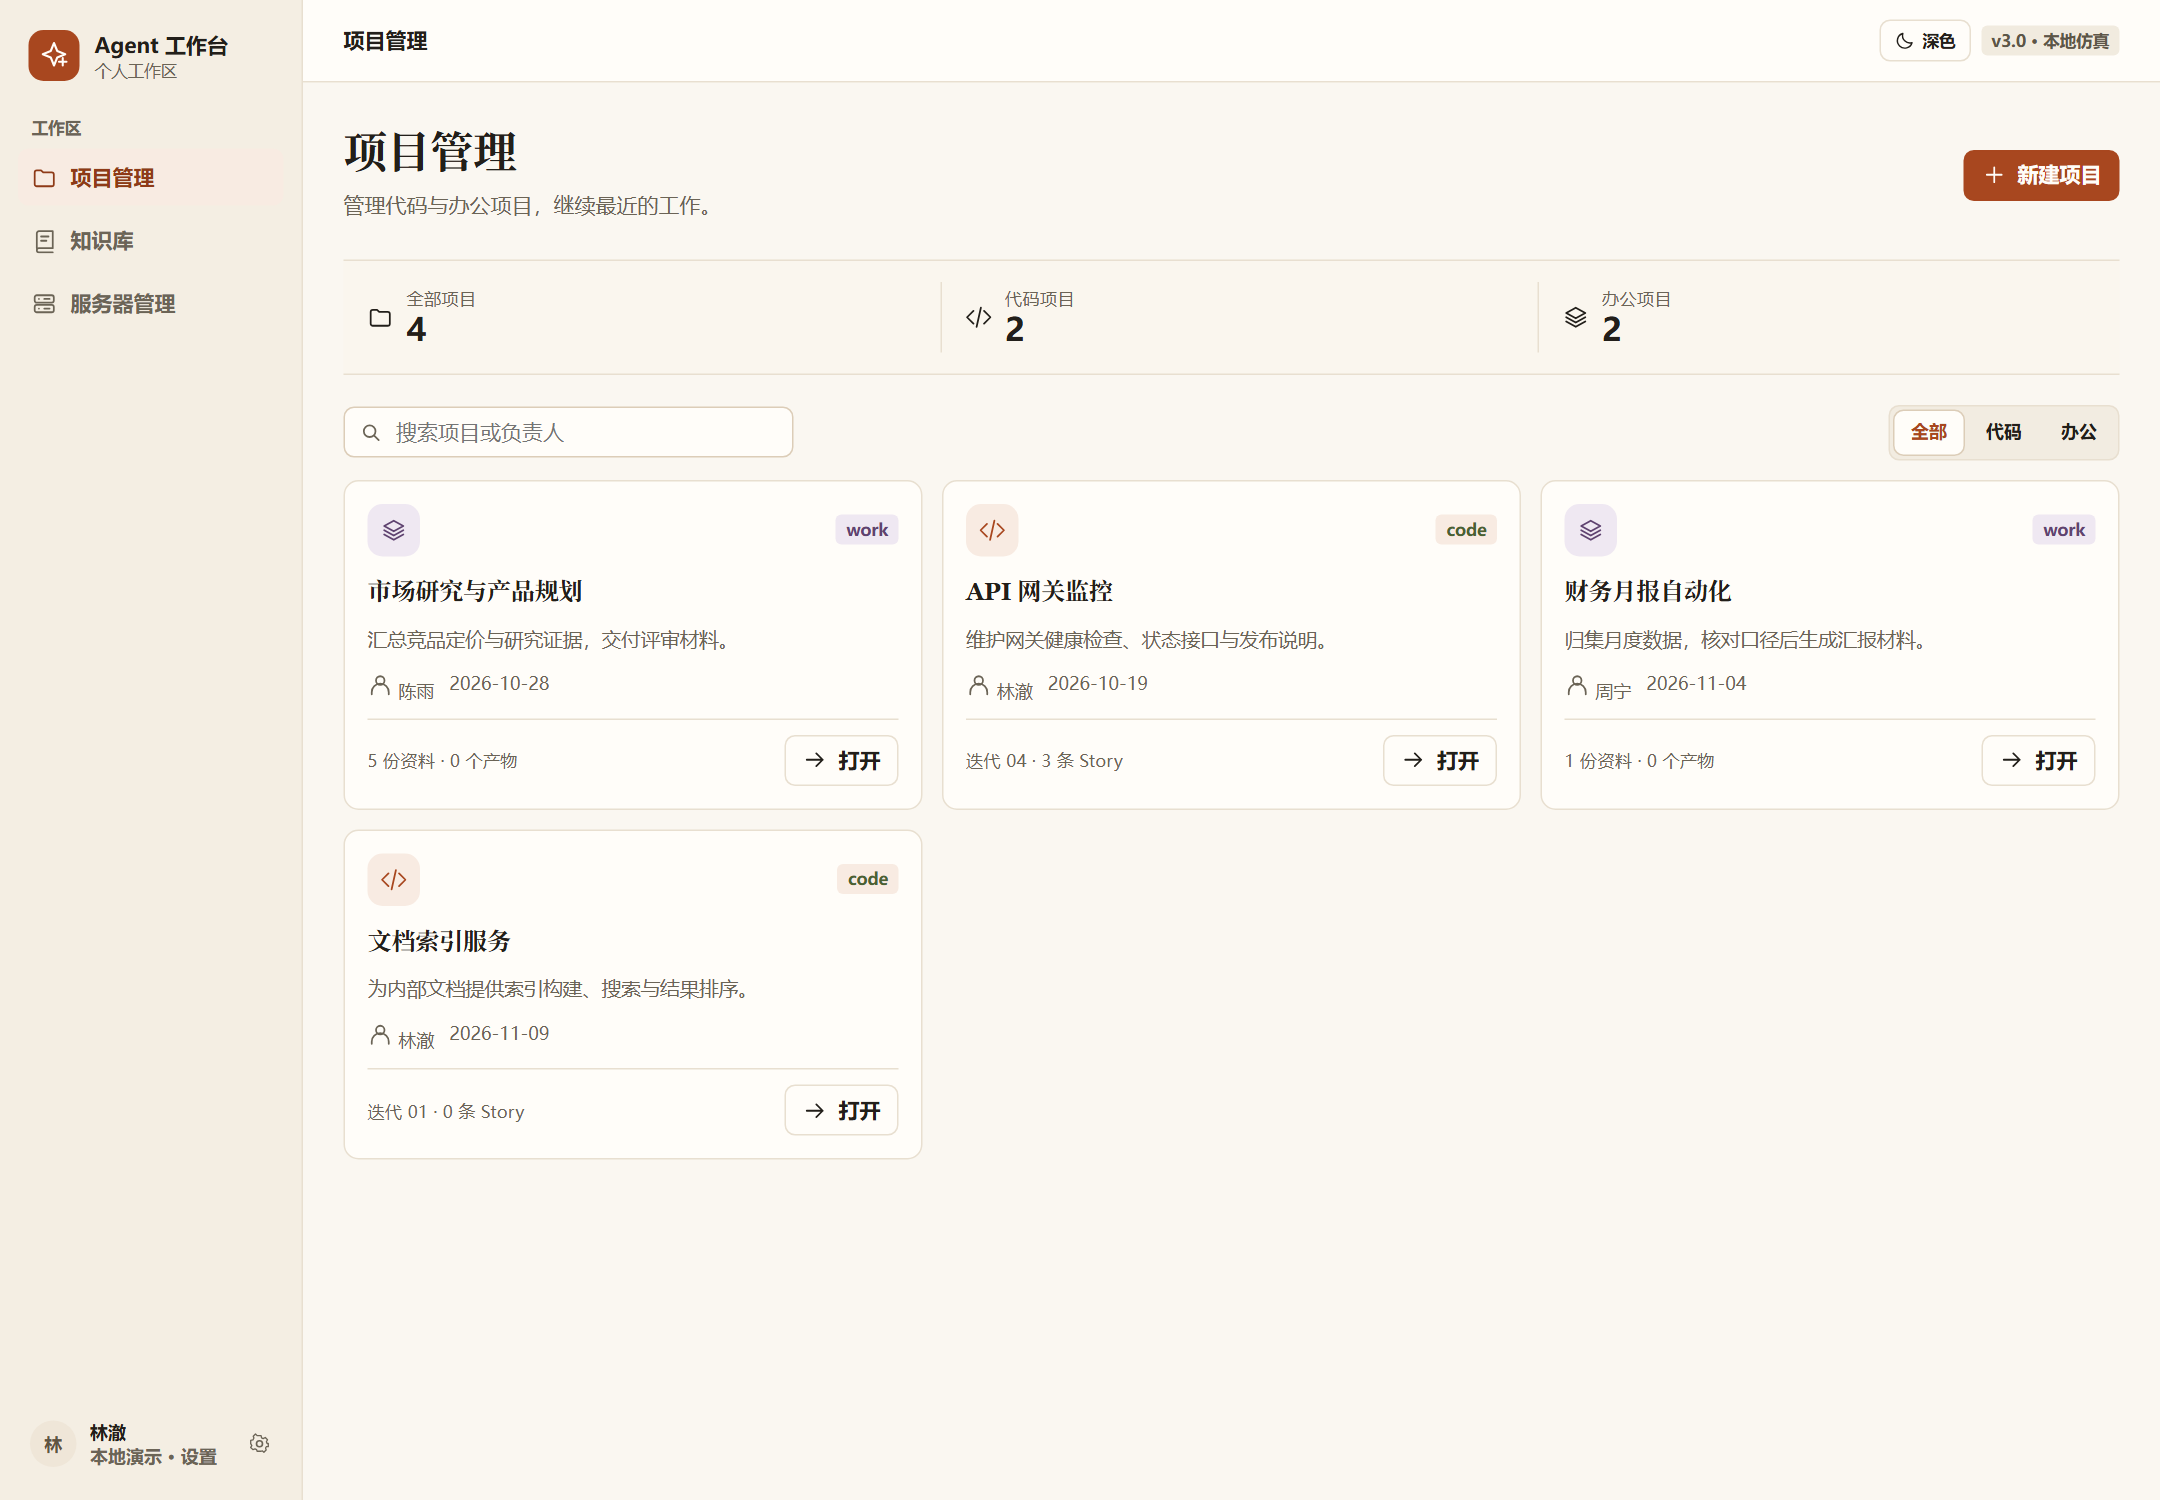 Agent 工作台
个人工作区
工作区
项目管理
知识库
服务器管理
林
林澈
本地演示 • 设置
项目管理
深色
v3.0 • 本地仿真
项目管理
管理代码与办公项目，继续最近的工作。
新建项目
全部项目
4
代码项目
2
办公项目
2
搜索项目或负责人
全部
代码
办公
work
市场研究与产品规划
汇总竞品定价与研究证据，交付评审材料。
陈雨 2026-10-28
5 份资料 · 0 个产物
打开
code
API 网关监控
维护网关健康检查、状态接口与发布说明。
林澈 2026-10-19
迭代 04 · 3 条 Story
打开
work
财务月报自动化
归集月度数据，核对口径后生成汇报材料。
周宁 2026-11-04
1 份资料 · 0 个产物
打开
code
文档索引服务
为内部文档提供索引构建、搜索与结果排序。
林澈 2026-11-09
迭代 01 · 0 条 Story
打开